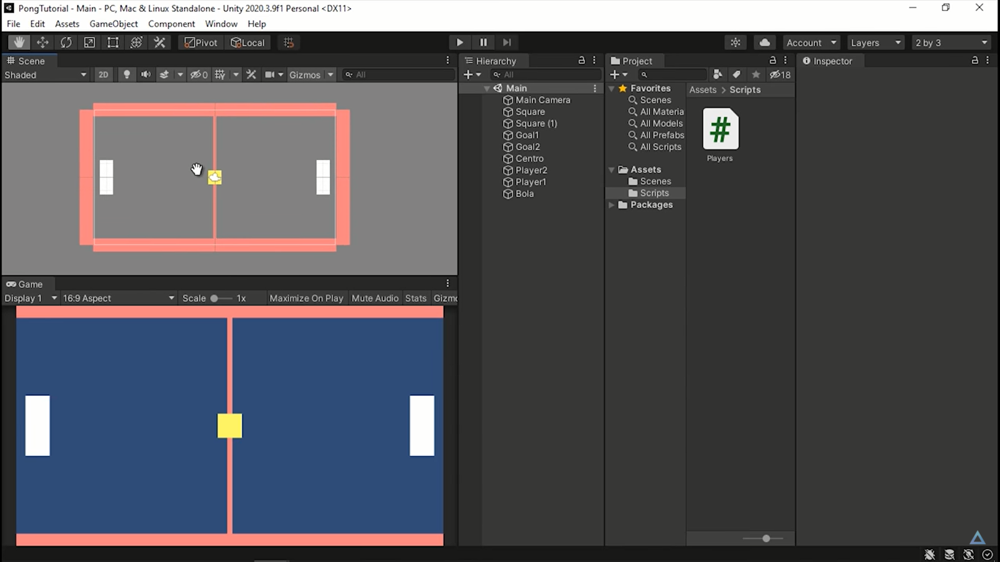 PongTutorial - Main - PC, Mac & Linux Standalone - Unity 2020.3.9f1 Personal <DX11>
File Edit Assets GameObject Component Window Help
Pivot Local Account Layers 2 by 3
Scene
Shaded 2D 0 Gizmos All
Hierarchy
All
Main
Main Camera
Square
Square (1)
Goal1
Goal2
Centro
Player2
Player1
Bola
Project
18
Favorites
Scenes
All Materia
All Models
All Prefabs
All Scripts
Assets
Scenes
Scripts
Packages
Assets > Scripts
#
Players
Inspector
Game
Display 1 16:9 Aspect Scale 1x Maximize On Play Mute Audio Stats Gizmo